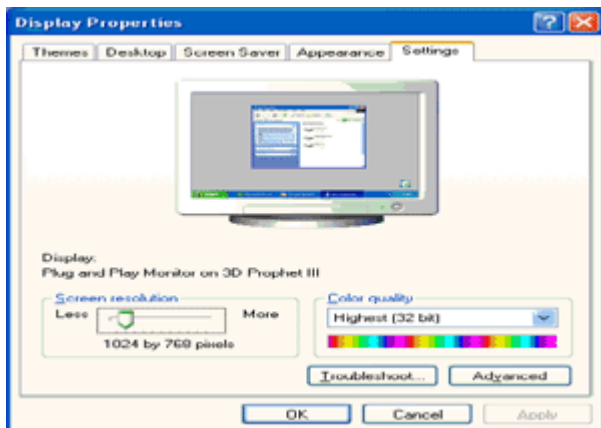 Display Properties
Themes Desktop Screen Saver Appearance Settings
Display:
Plug and Play Monitor on 3D Prophet III
Screen resolution
Less More
1024 by 768 pixels
Color quality
Highest (32 bit)
Troubleshoot... Advanced
OK Cancel Apply